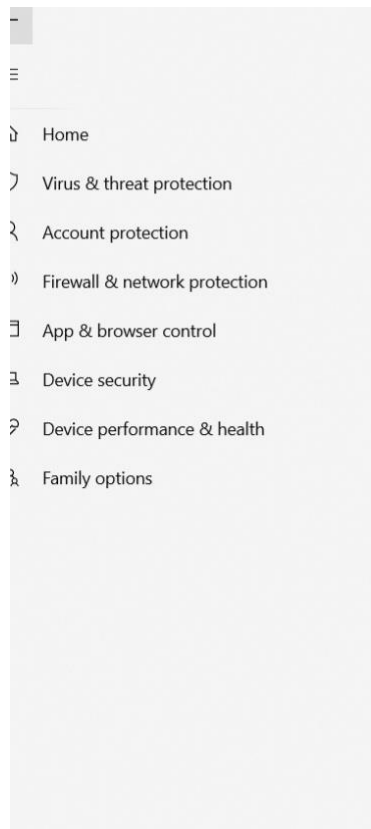 Home
Virus & threat protection
Account protection
Firewall & network protection
App & browser control
Device security
Device performance & health
Family options